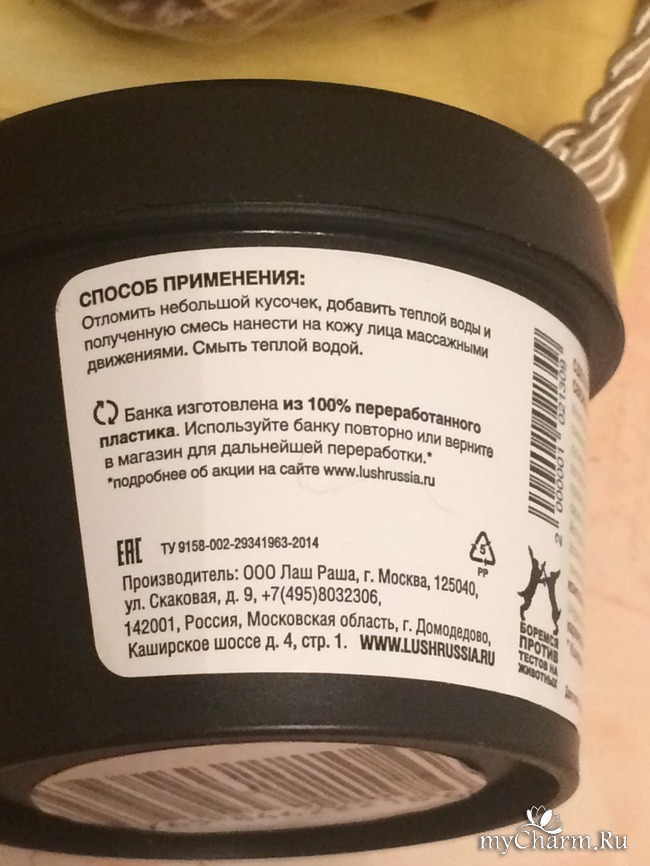 СПОСОБ ПРИМЕНЕНИЯ:
Отломить небольшой кусочек, добавить теплой воды и
полученную смесь нанести на кожу лица массажными
движениями. Смыть теплой водой.
Банка изготовлена из 100% переработанного
пластика. Используйте банку повторно или верните
в магазин для дальнейшей переработки.*
*подробнее об акции на сайте www.lushrussia.ru
EAC ТУ 9158-002-29341963-2014
5
PP
Производитель: ООО Лаш Раша, г. Москва, 125040,
ул. Скаковая, д. 9, +7(495)8032306,
142001, Россия, Московская область, г. Домодедово,
Каширское шоссе д. 4, стр. 1. WWW.LUSHRUSSIA.RU
2 000001 021309
БОРЕМСЯ
ПРОТИВ
ТЕСТОВ НА
ЖИВОТНЫХ
myCharm.Ru